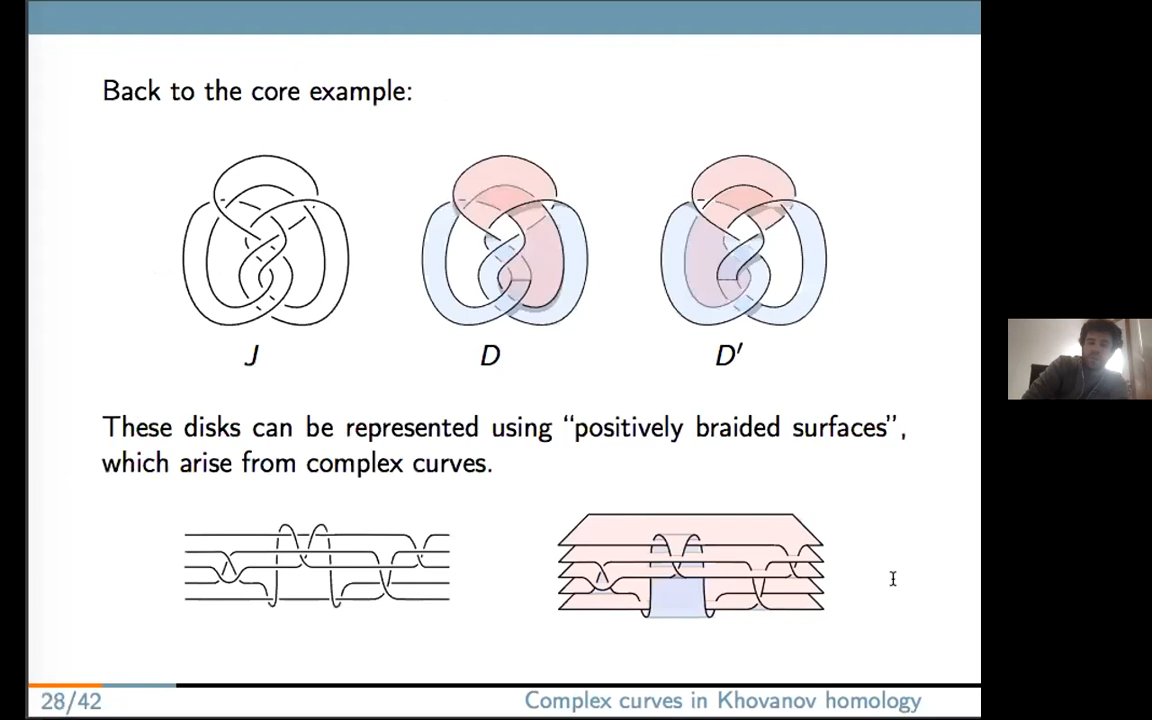 Back to the core example:
J D D′
These disks can be represented using “positively braided surfaces”,
which arise from complex curves.
28/42 Complex curves in Khovanov homology